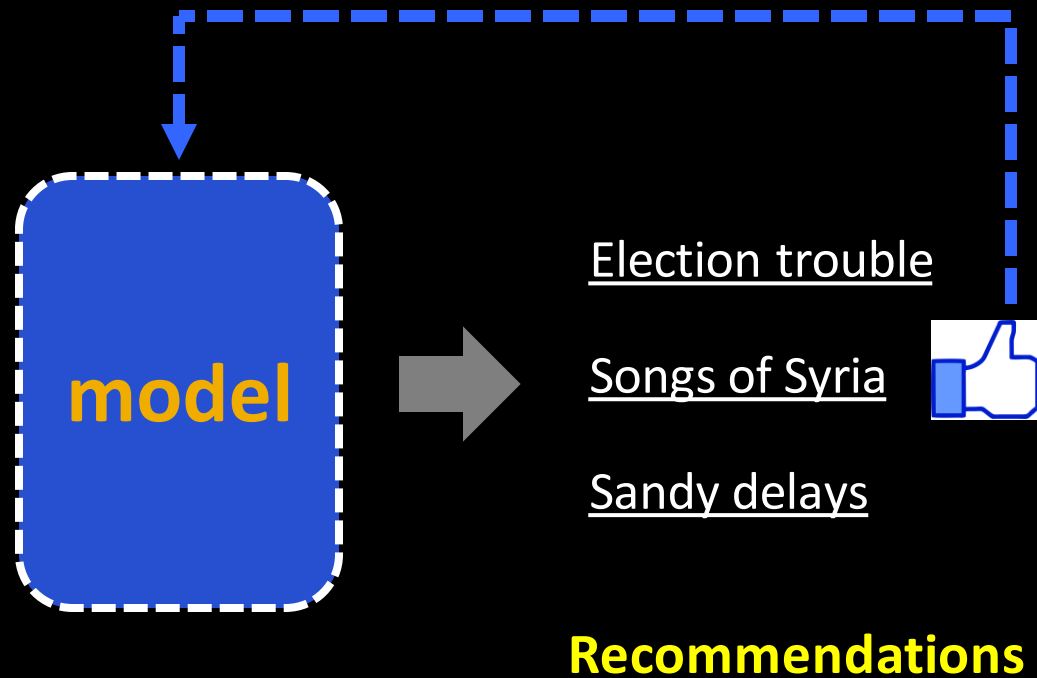 Election trouble
model
Songs of Syria
Sandy delays
Recommendations